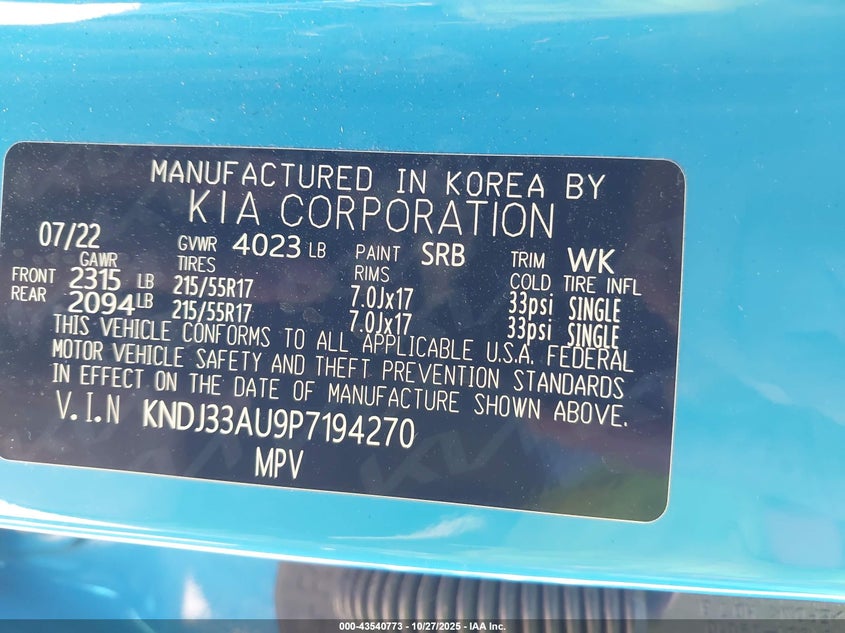 MANUFACTURED IN KOREA BY
KIA CORPORATION
07/22 GVWR 4023 LB PAINT SRB TRIM WK
GAWR TIRES RIMS COLD TIRE INFL
FRONT 2315 LB 215/55R17 7.0Jx17 33psi SINGLE
REAR 2094 LB 215/55R17 7.0Jx17 33psi SINGLE
THIS VEHICLE CONFORMS TO ALL APPLICABLE U.S.A. FEDERAL
MOTOR VEHICLE SAFETY AND THEFT PREVENTION STANDARDS
IN EFFECT ON THE DATE OF MANUFACTURE SHOWN ABOVE.
V.I.N KNDJ33AU9P7194270
MPV
000-43540773 - 10/27/2025 - IAA Inc.